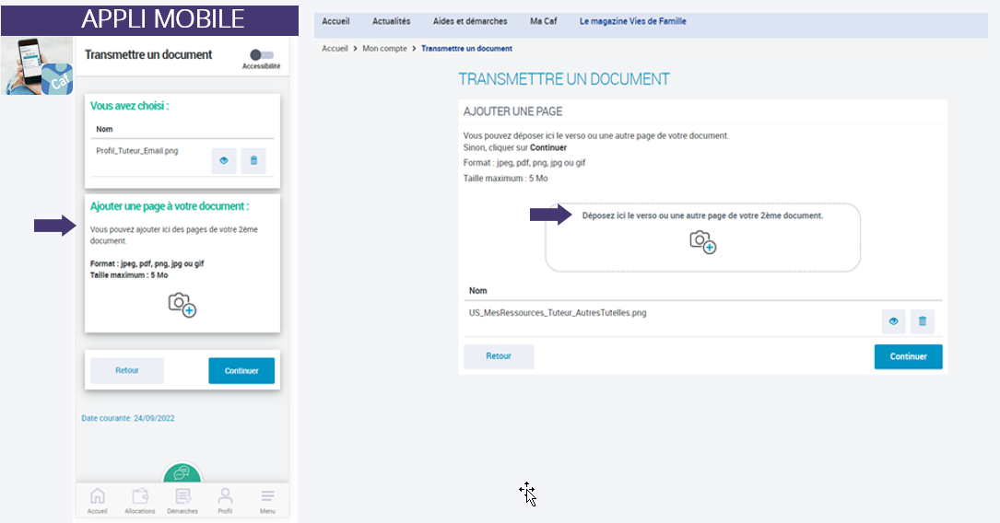 APPLI MOBILE
Caf
Transmettre un document
Accessibilité
Vous avez choisi :
Nom
Profil_Tuteur_Email.png
Ajouter une page à votre document :
Vous pouvez ajouter ici des pages de votre 2ème
document.
Format : jpeg, pdf, png, jpg ou gif
Taille maximum : 5 Mo
Retour
Continuer
Date courante: 24/09/2022
Accueil
Allocations
Démarches
Profil
Menu
Accueil
Actualités
Aides et démarches
Ma Caf
Le magazine Vies de Famille
Accueil > Mon compte > Transmettre un document
TRANSMETTRE UN DOCUMENT
AJOUTER UNE PAGE
Vous pouvez déposer ici le verso ou une autre page de votre document.
Sinon, cliquer sur Continuer
Format : jpeg, pdf, png, jpg ou gif
Taille maximum : 5 Mo
Déposez ici le verso ou une autre page de votre 2ème document.
Nom
US_MesRessources_Tuteur_AutresTutelles.png
Retour
Continuer